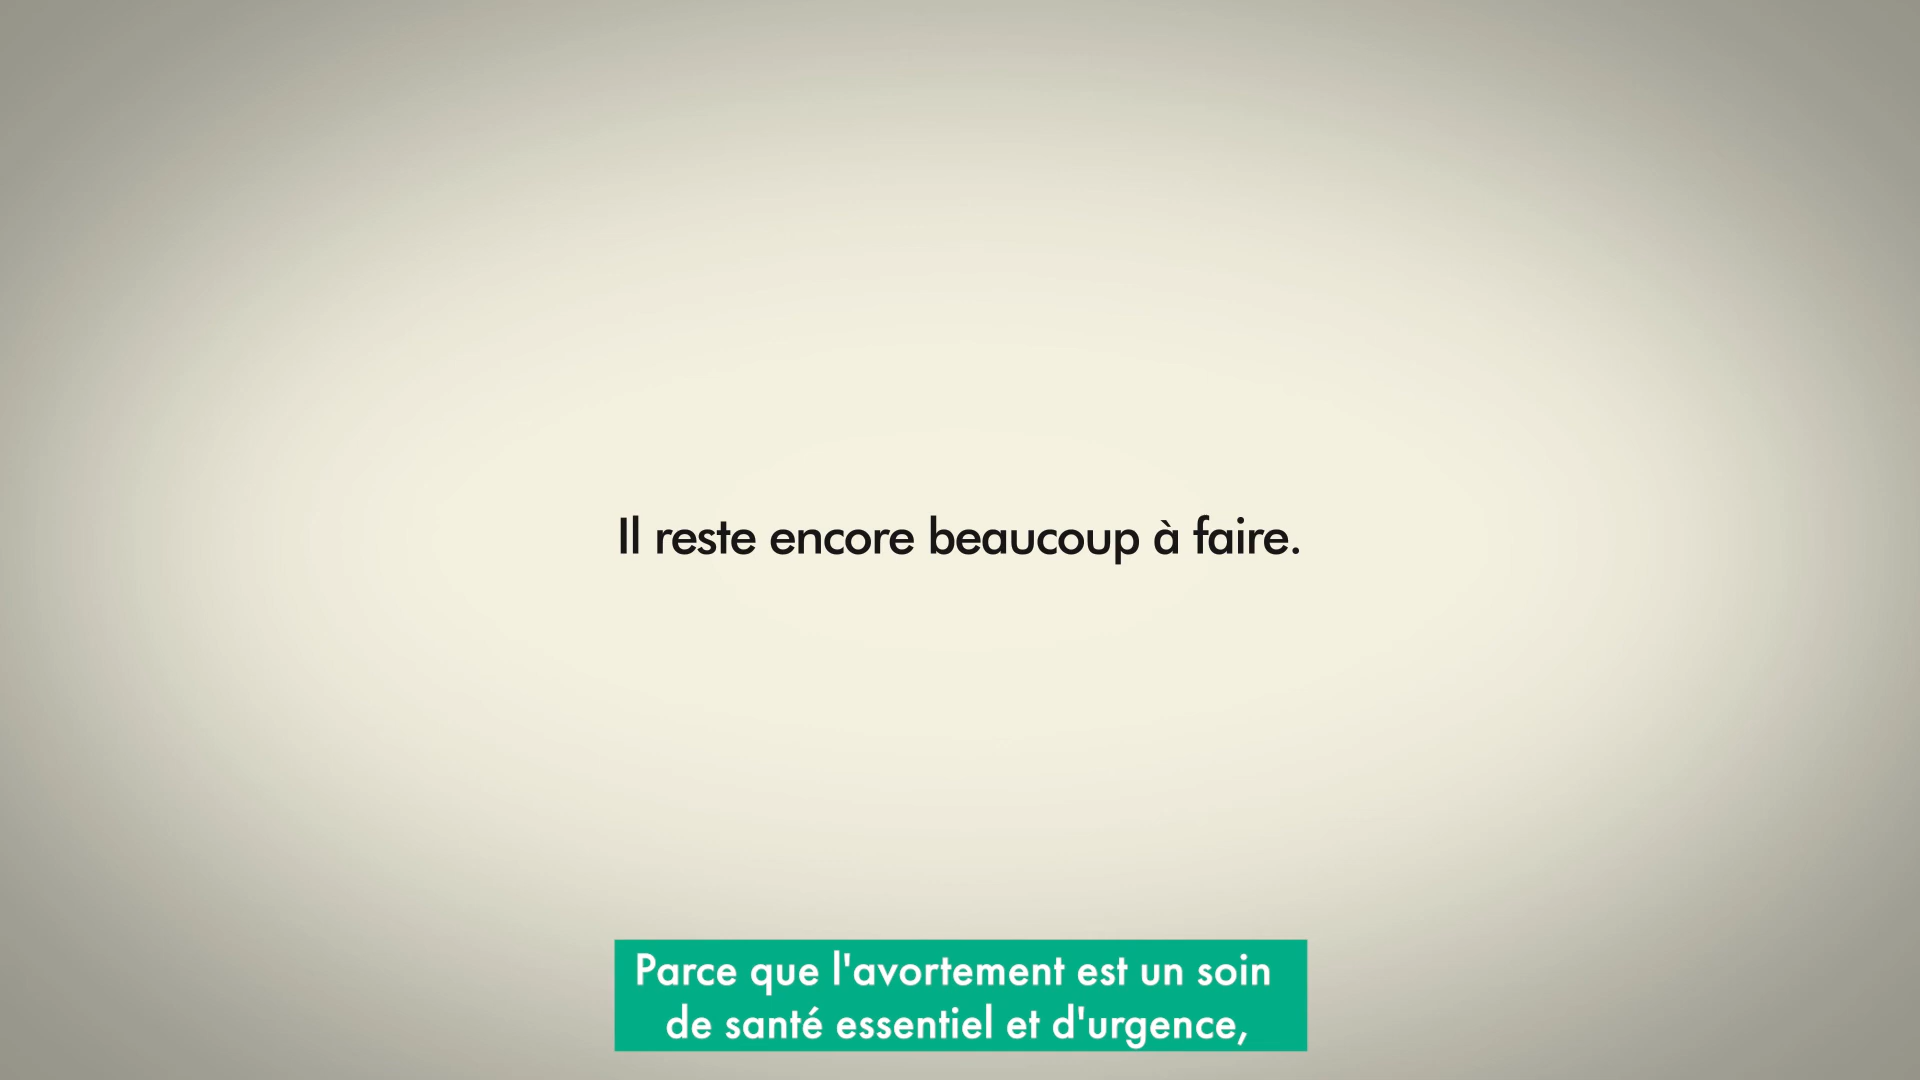 Il reste encore beaucoup à faire.
Parce que l'avortement est un soin
de santé essentiel et d'urgence,